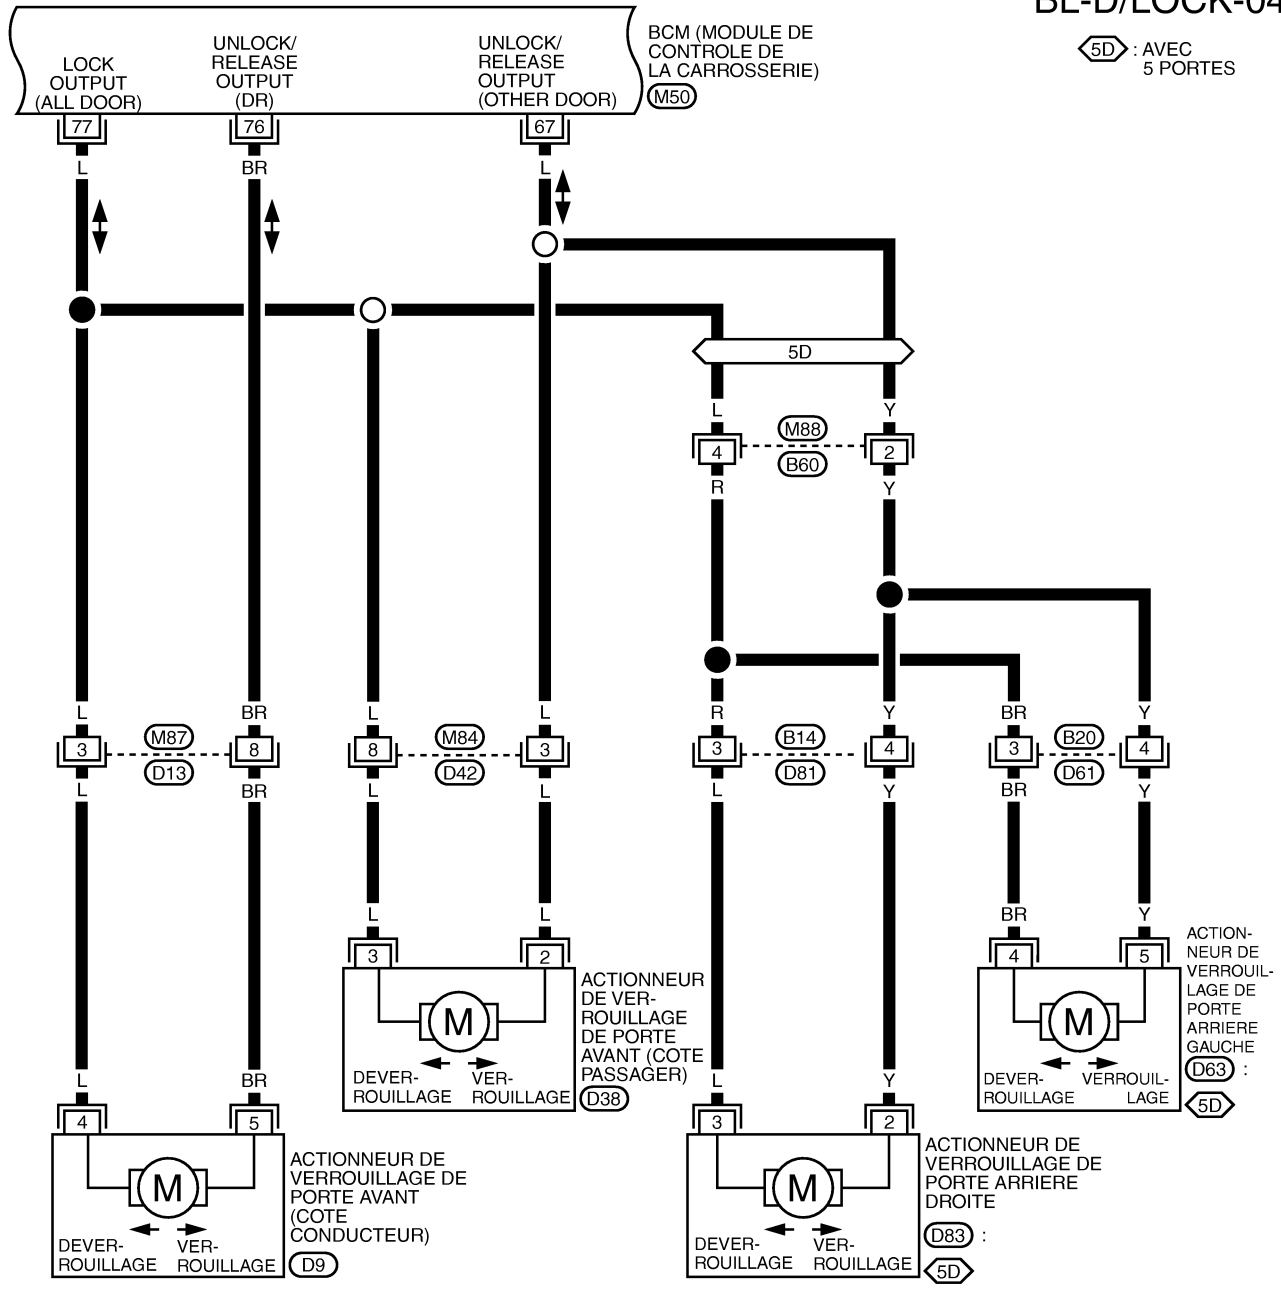 BL-D/LOCK-04
5D : AVEC
5 PORTES
BCM (MODULE DE
CONTROLE DE
LA CARROSSERIE)
M50
LOCK
OUTPUT
(ALL DOOR)
UNLOCK/
RELEASE
OUTPUT
(DR)
UNLOCK/
RELEASE
OUTPUT
(OTHER DOOR)
77 76 67
L BR L
5D
L Y
M88
4 2
B60
R Y
L BR L L R Y BR Y
M87 M84 B14 B20
3 8 8 3 3 4 3 4
D13 D42 D81 D61
L BR L L L Y BR Y
L L BR Y
3 2 4 5
ACTIONNEUR
DE VER-
ROUILLAGE
DE PORTE
AVANT (COTE
PASSAGER)
D38
M
DEVER-
ROUILLAGE
VER-
ROUILLAGE
ACTION-
NEUR DE
VERROUIL-
LAGE DE
PORTE
ARRIERE
GAUCHE
D63 :
5D
M
DEVER-
ROUILLAGE
VERROUIL-
LAGE
L BR L Y
4 5 3 2
M
DEVER-
ROUILLAGE
VER-
ROUILLAGE
ACTIONNEUR DE
VERROUILLAGE DE
PORTE AVANT
(COTE
CONDUCTEUR)
D9
M
DEVER-
ROUILLAGE
VER-
ROUILLAGE
ACTIONNEUR DE
VERROUILLAGE DE
PORTE ARRIERE
DROITE
D83 :
5D